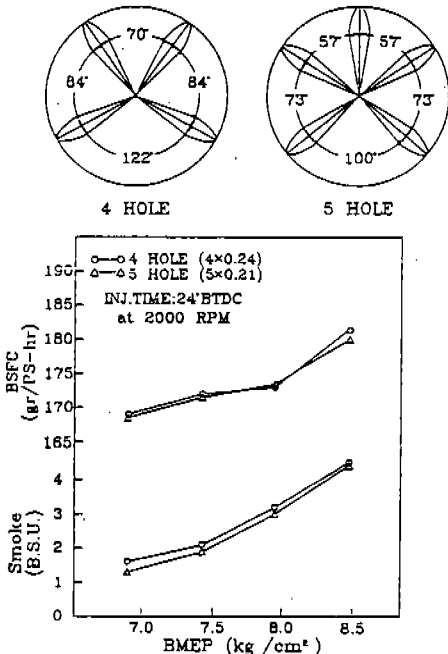 70°
84° 84°
122°
4 HOLE
57° 57°
73° 73°
100°
5 HOLE
4 HOLE (4×0.24)
5 HOLE (5×0.21)
INJ.TIME:24°BTDC
at 2000 RPM
BSFC
(gr/PS-hr)
190
185
180
175
170
165
Smoke
(B.S.U.)
4
3
2
1
0
7.0 7.5 8.0 8.5
BMEP (kg/cm²)